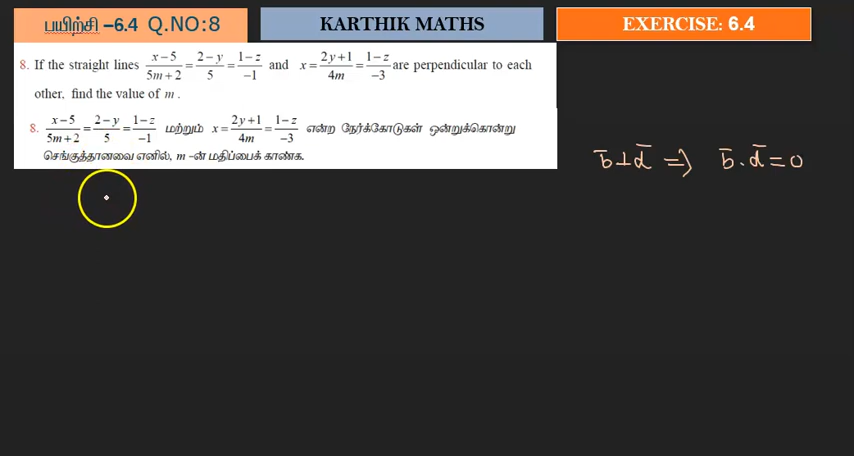 பயிற்சி –6.4 Q.NO:8
KARTHIK MATHS
EXERCISE: 6.4
8. If the straight lines (x−5)/(5m+2) = (2−y)/5 = (1−z)/(−1) and x = (2y+1)/(4m) = (1−z)/(−3) are perpendicular to each
other, find the value of m .
8. (x−5)/(5m+2) = (2−y)/5 = (1−z)/(−1) மற்றும் x = (2y+1)/(4m) = (1−z)/(−3) என்ற நேர்க்கோடுகள் ஒன்றுக்கொன்று
செங்குத்தானவை எனில், m -ன் மதிப்பைக் காண்க.
b̄ ⊥ d̄ ⇒ b̄ . d̄ = 0